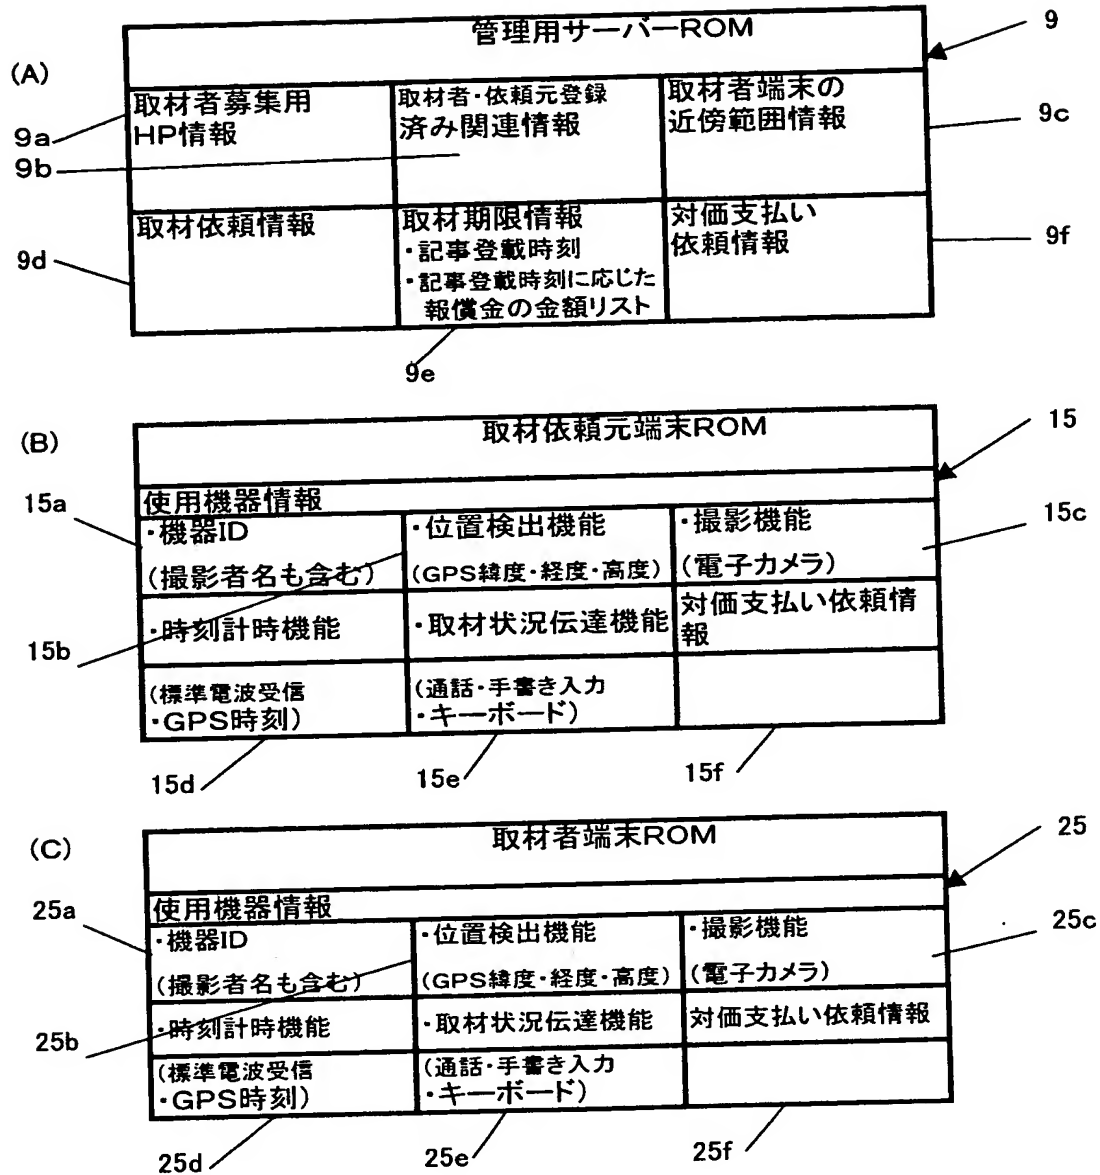 管理用サーバーROM
9
(A)
取材者募集用
HP情報
取材者・依頼元登録
済み関連情報
取材者端末の
近傍範囲情報
9a
9b
9c
取材依頼情報
取材期限情報
・記事登載時刻
・記事登載時刻に応じた
報償金の金額リスト
対価支払い
依頼情報
9d
9f
9e
(B)
取材依頼元端末ROM
15
使用機器情報
15a
・機器ID
(撮影者名も含む)
・位置検出機能
(GPS緯度・経度・高度)
・撮影機能
(電子カメラ)
15c
15b
・時刻計時機能
・取材状況伝達機能
対価支払い依頼情
報
(標準電波受信
・GPS時刻)
(通話・手書き入力
・キーボード)
15d
15e
15f
(C)
取材者端末ROM
25
使用機器情報
25a
・機器ID
(撮影者名も含む)
・位置検出機能
(GPS緯度・経度・高度)
・撮影機能
(電子カメラ)
25c
25b
・時刻計時機能
・取材状況伝達機能
対価支払い依頼情報
(標準電波受信
・GPS時刻)
(通話・手書き入力
・キーボード)
25d
25e
25f